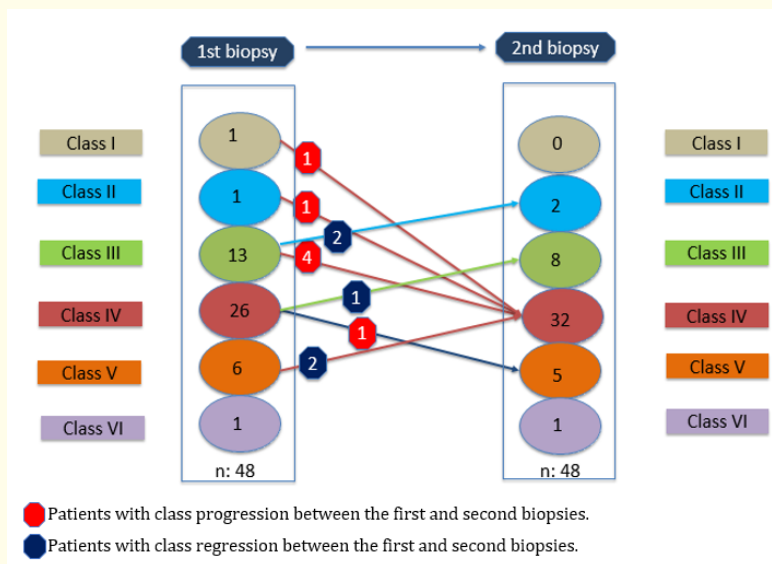 1st biopsy
2nd biopsy
Class I
1
1
0
Class I
Class II
1
1
2
2
Class II
Class III
13
4
8
Class III
1
Class IV
26
1
32
Class IV
Class V
6
2
5
Class V
Class VI
1
1
Class VI
n: 48
n: 48
Patients with class progression between the first and second biopsies.
Patients with class regression between the first and second biopsies.